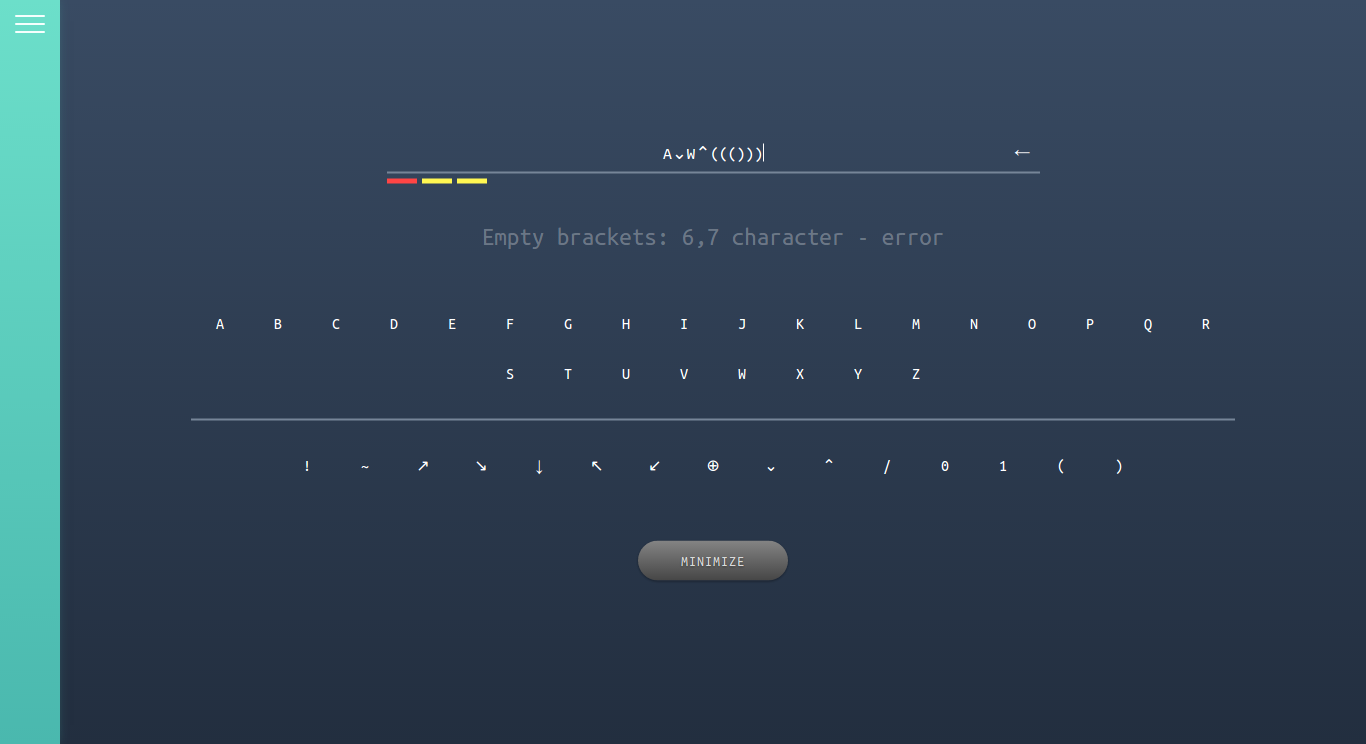 A⌄W^((())) ←
Empty brackets: 6,7 character - error
A B C D E F G H I J K L M N O P Q R
S T U V W X Y Z
! ~ ↗ ↘ ↓ ↖ ↙ ⊕ ⌄ ^ / 0 1 ( )
MINIMIZE